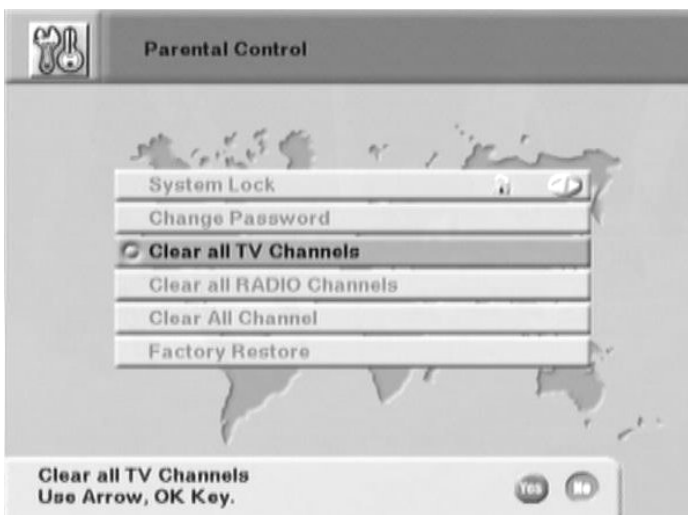 Parental Control
System Lock
Change Password
Clear all TV Channels
Clear all RADIO Channels
Clear All Channel
Factory Restore
Clear all TV Channels
Use Arrow, OK Key.
Yes No